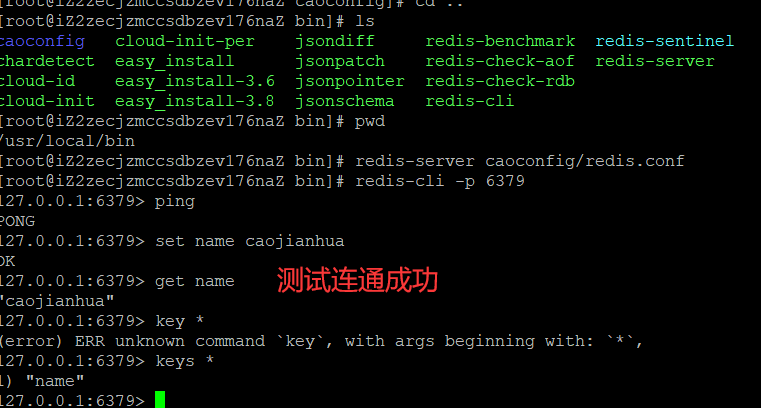 [root@iZ2zecjzmccsdbzev176naZ caoconfig]# cd ..
[root@iZ2zecjzmccsdbzev176naZ bin]# ls
caoconfig cloud-init-per jsondiff redis-benchmark redis-sentinel
chardetect easy_install jsonpatch redis-check-aof redis-server
cloud-id easy_install-3.6 jsonpointer redis-check-rdb
cloud-init easy_install-3.8 jsonschema redis-cli
[root@iZ2zecjzmccsdbzev176naZ bin]# pwd
/usr/local/bin
[root@iZ2zecjzmccsdbzev176naZ bin]# redis-server caoconfig/redis.conf
[root@iZ2zecjzmccsdbzev176naZ bin]# redis-cli -p 6379
127.0.0.1:6379> ping
PONG
127.0.0.1:6379> set name caojianhua
OK
127.0.0.1:6379> get name
测试连通成功
"caojianhua"
127.0.0.1:6379> key *
(error) ERR unknown command `key`, with args beginning with: `*`,
127.0.0.1:6379> keys *
1) "name"
127.0.0.1:6379>